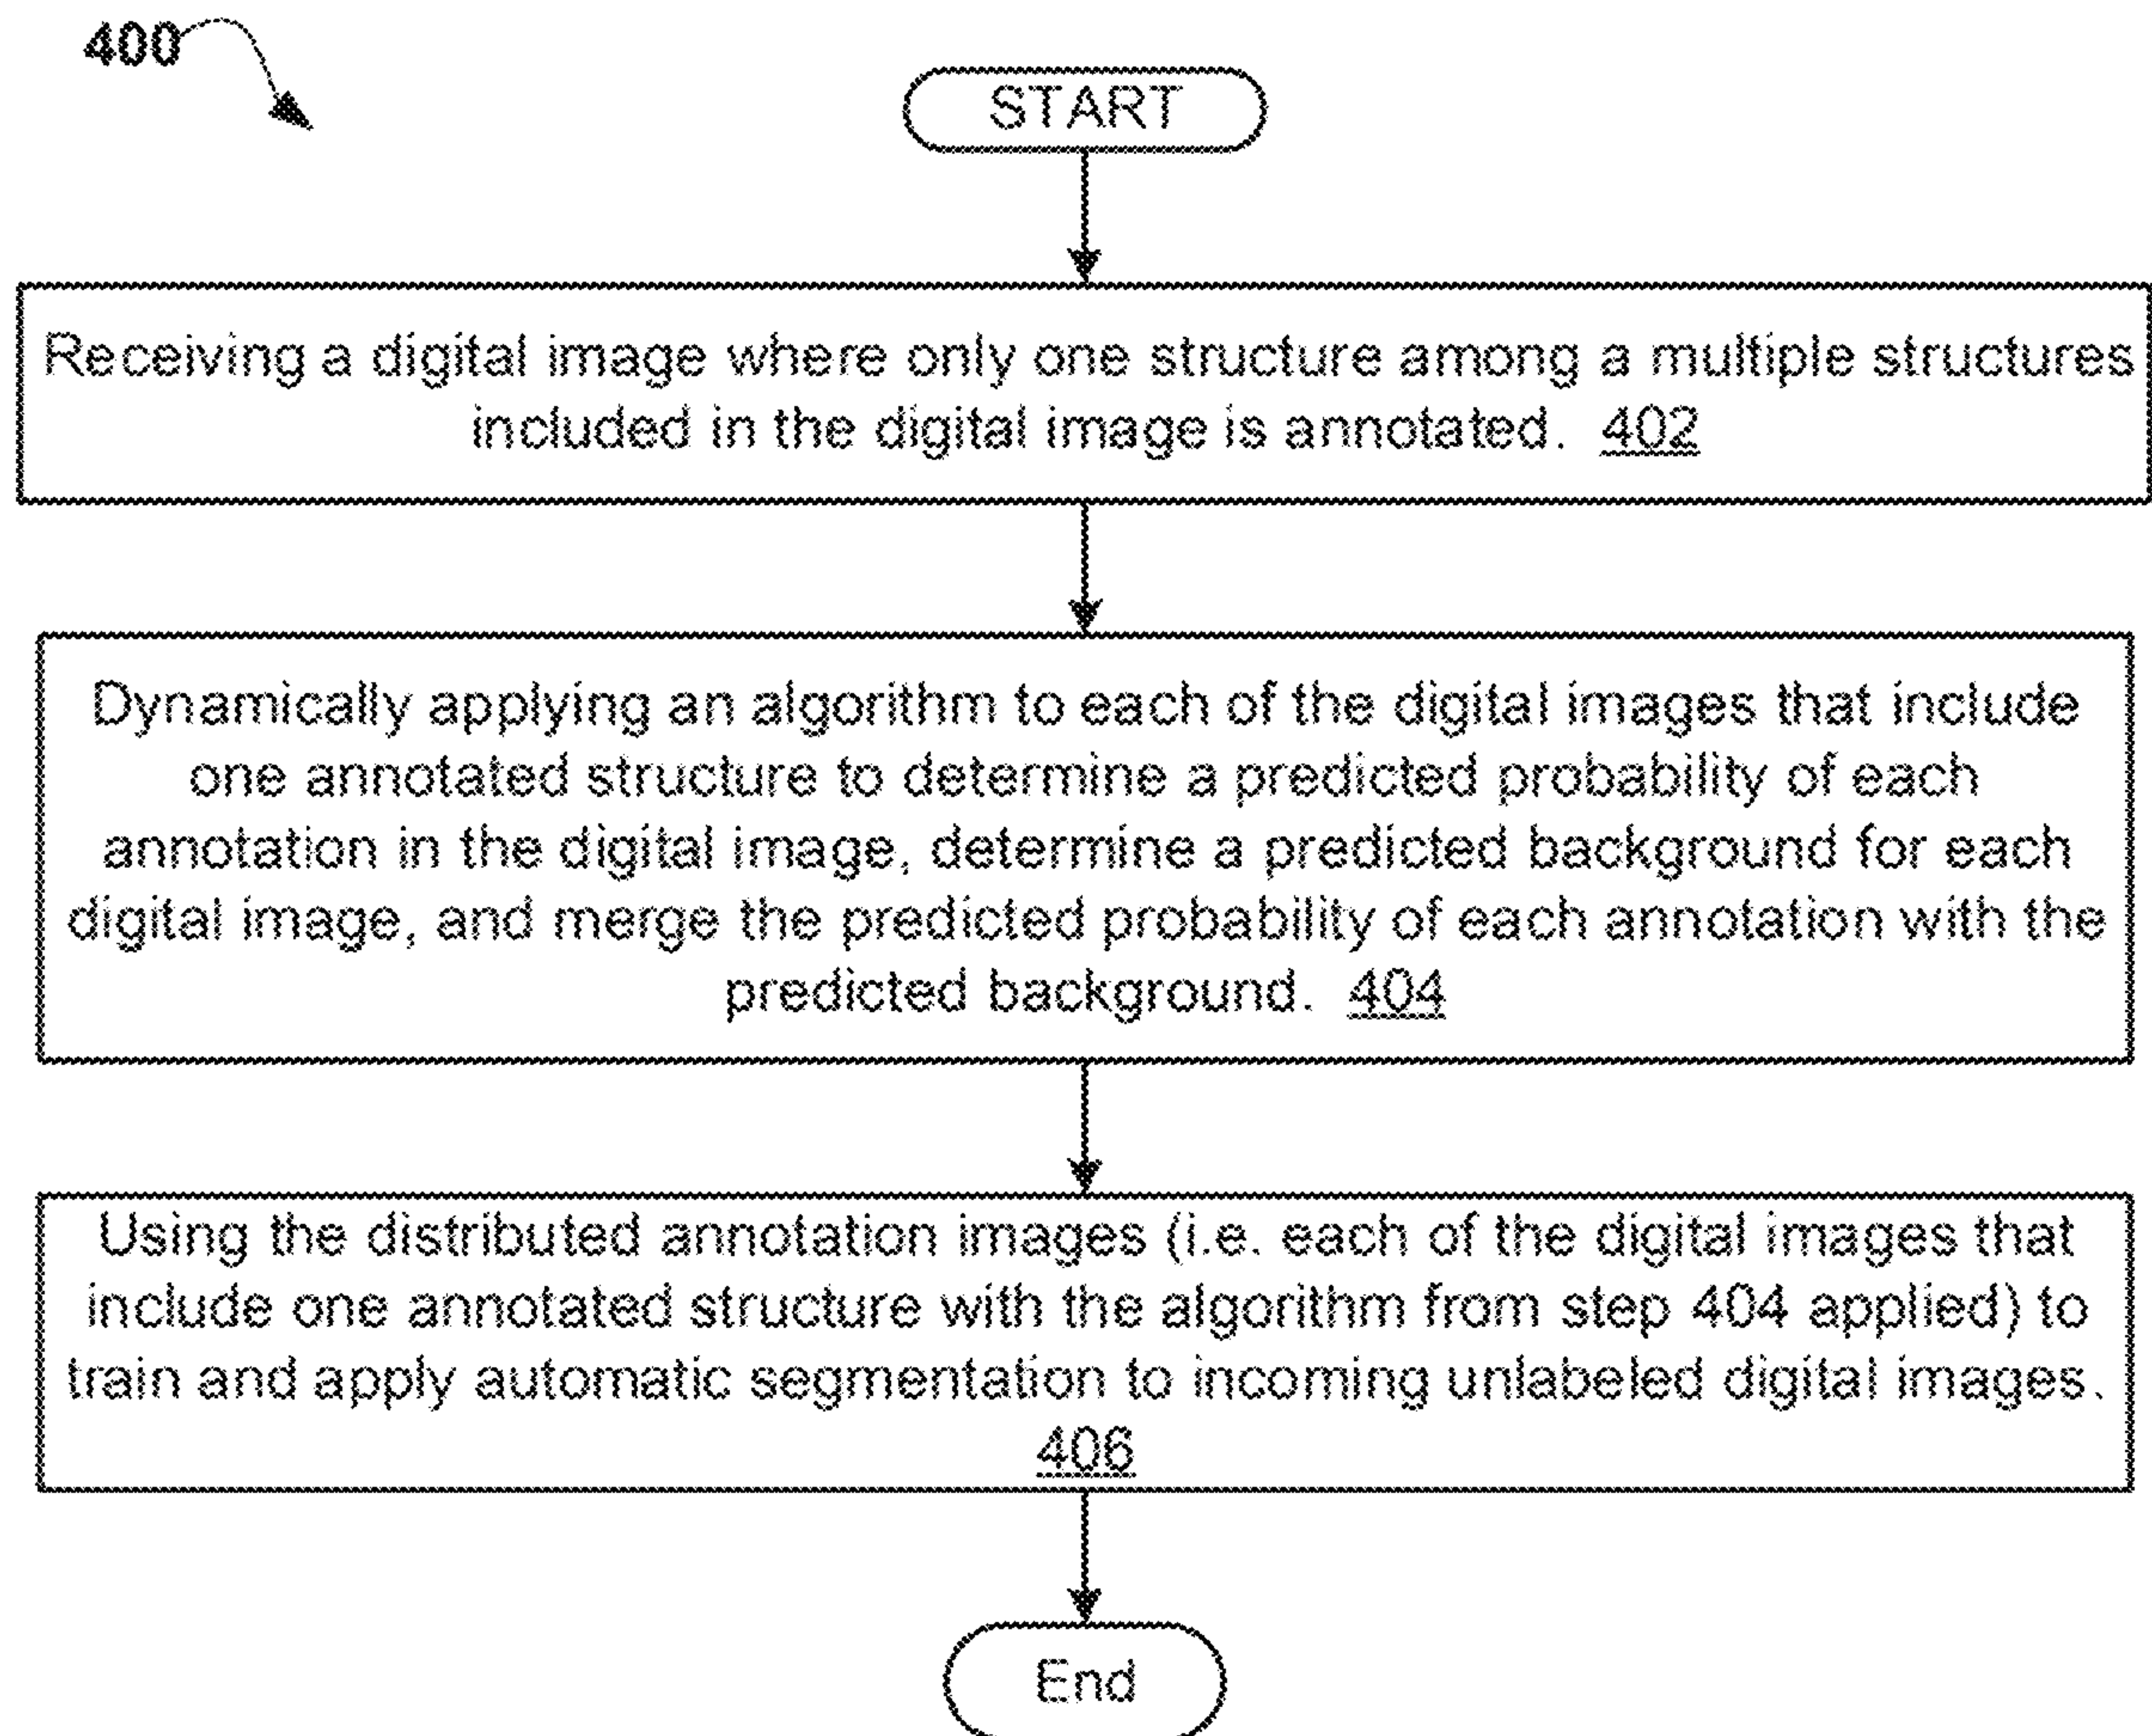 400
START
Receiving a digital image where only one structure among a multiple structures
included in the digital image is annotated. 402
Dynamically applying an algorithm to each of the digital images that include
one annotated structure to determine a predicted probability of each
annotation in the digital image, determine a predicted background for each
digital image, and merge the predicted probability of each annotation with the
predicted background. 404
Using the distributed annotation images (i.e. each of the digital images that
include one annotated structure with the algorithm from step 404 applied) to
train and apply automatic segmentation to incoming unlabeled digital images.
406
End